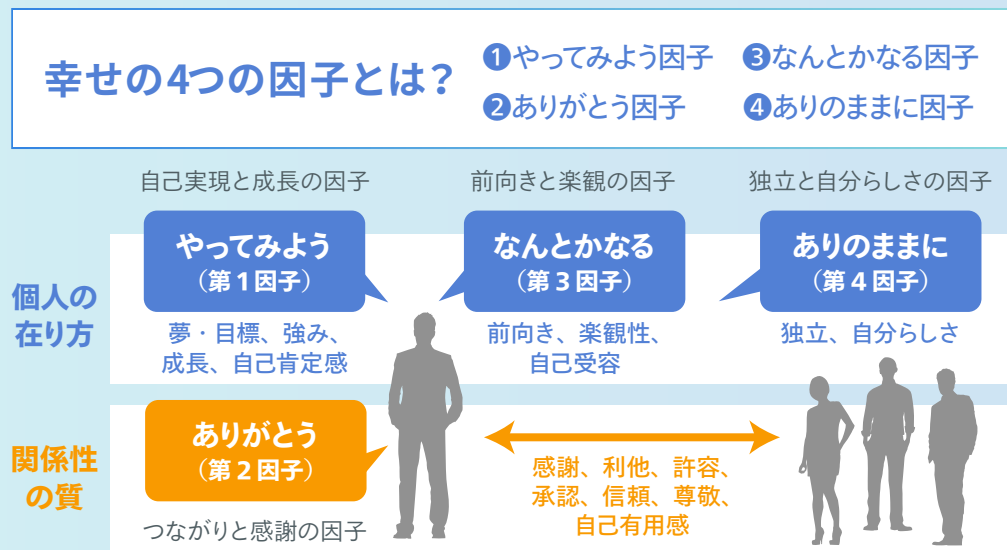 幸せの4つの因子とは？
❶やってみよう因子
❷ありがとう因子
❸なんとかなる因子
❹ありのままに因子
自己実現と成長の因子
前向きと楽観の因子
独立と自分らしさの因子
個人の
在り方
やってみよう
（第1因子）
夢・目標、強み、
成長、自己肯定感
なんとかなる
（第3因子）
前向き、楽観性、
自己受容
ありのままに
（第4因子）
独立、自分らしさ
関係性
の質
ありがとう
（第2因子）
つながりと感謝の因子
感謝、利他、許容、
承認、信頼、尊敬、
自己有用感